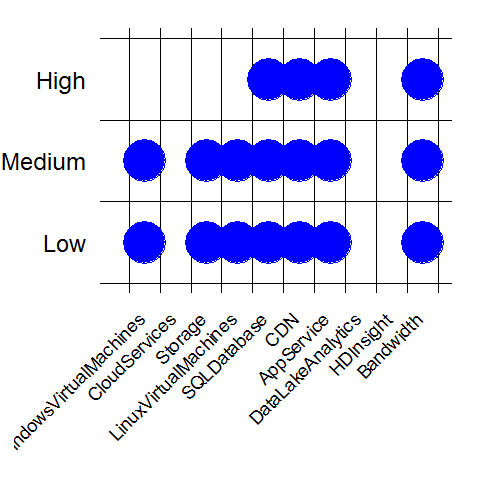 High
Medium
Low
ndowsVirtualMachines
CloudServices
Storage
LinuxVirtualMachines
SQLDatabase
CDN
AppService
DataLakeAnalytics
HDInsight
Bandwidth